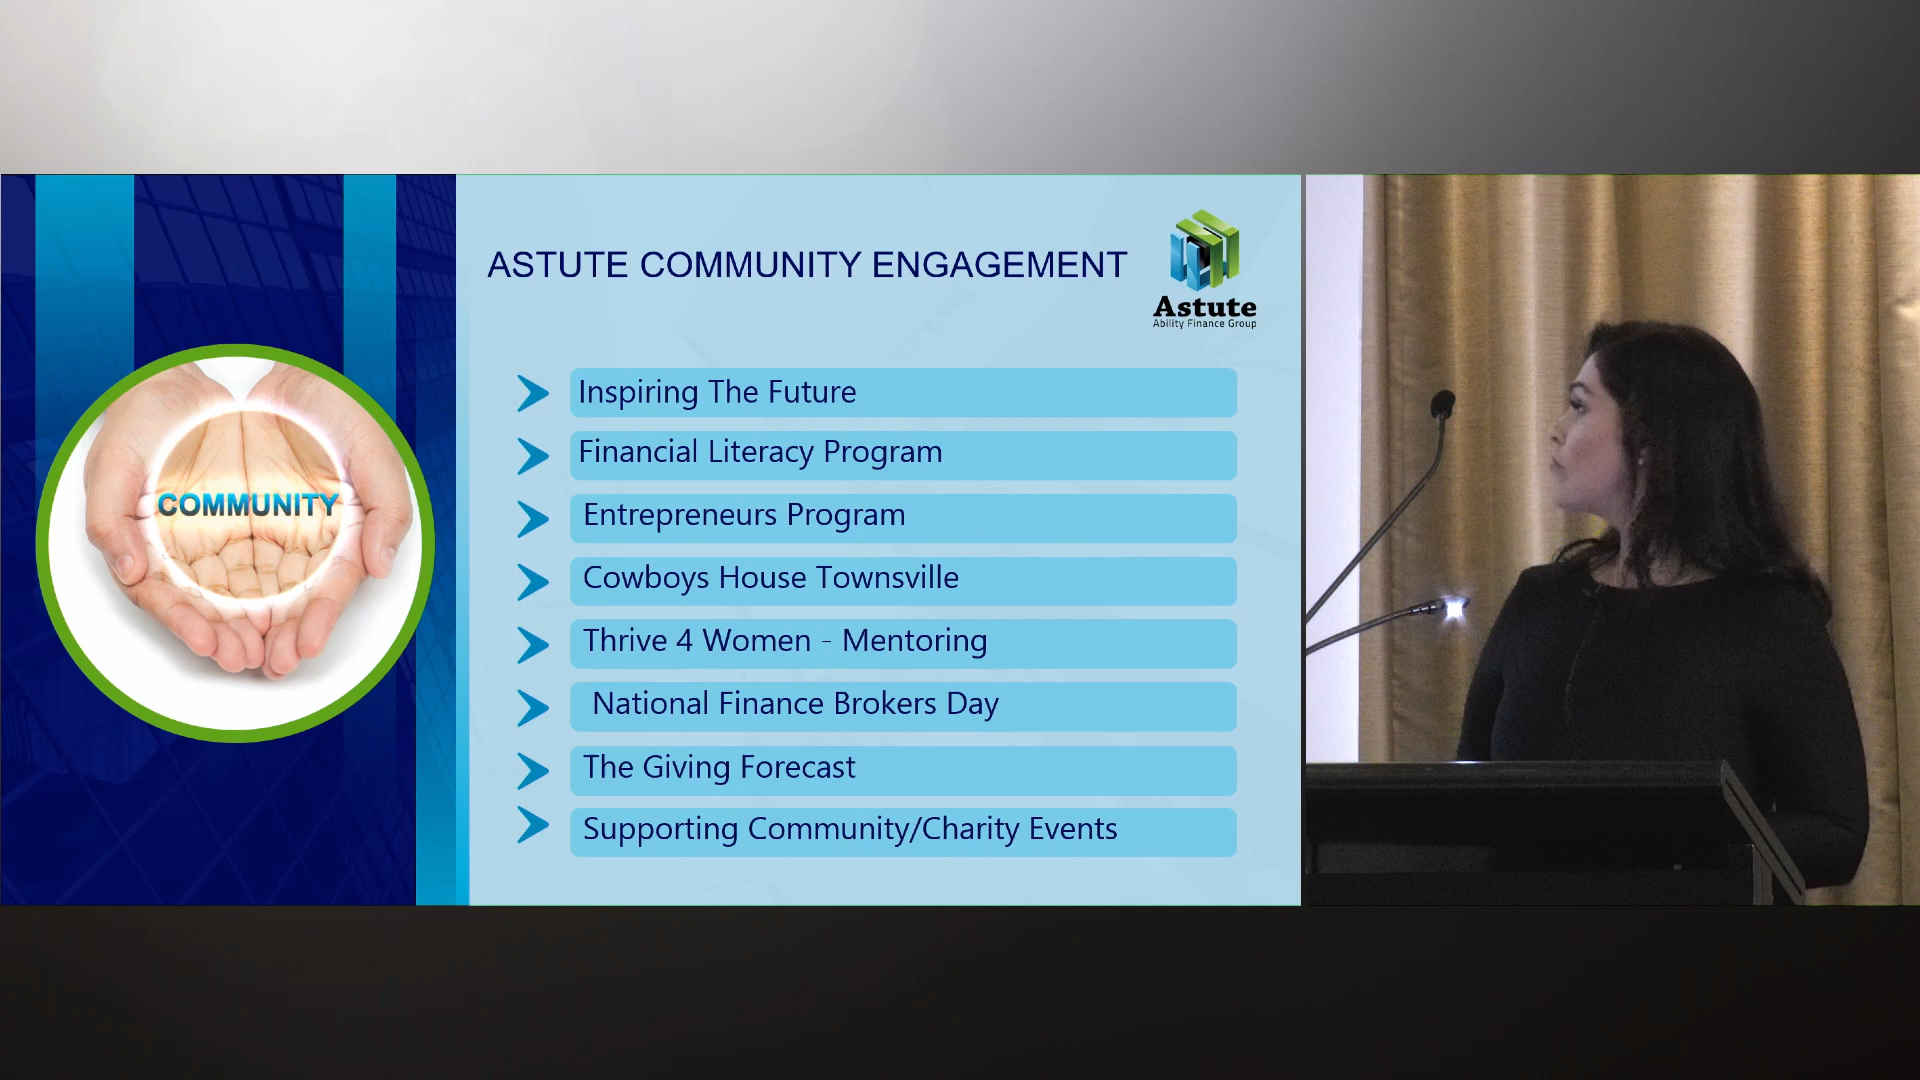 ASTUTE COMMUNITY ENGAGEMENT
Astute
Ability Finance Group
COMMUNITY
Inspiring The Future
Financial Literacy Program
Entrepreneurs Program
Cowboys House Townsville
Thrive 4 Women - Mentoring
National Finance Brokers Day
The Giving Forecast
Supporting Community/Charity Events